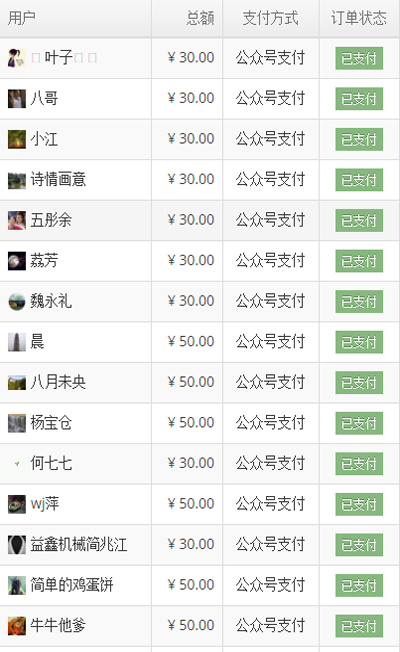 用户 总额 支付方式 订单状态
叶子 ¥ 30.00 公众号支付 已支付
八哥 ¥ 30.00 公众号支付 已支付
小江 ¥ 30.00 公众号支付 已支付
诗情画意 ¥ 30.00 公众号支付 已支付
五彤余 ¥ 30.00 公众号支付 已支付
荔芳 ¥ 30.00 公众号支付 已支付
魏永礼 ¥ 30.00 公众号支付 已支付
晨 ¥ 50.00 公众号支付 已支付
八月未央 ¥ 50.00 公众号支付 已支付
杨宝仓 ¥ 50.00 公众号支付 已支付
何七七 ¥ 30.00 公众号支付 已支付
wj萍 ¥ 50.00 公众号支付 已支付
益鑫机械简兆江 ¥ 30.00 公众号支付 已支付
简单的鸡蛋饼 ¥ 50.00 公众号支付 已支付
牛牛他爹 ¥ 50.00 公众号支付 已支付